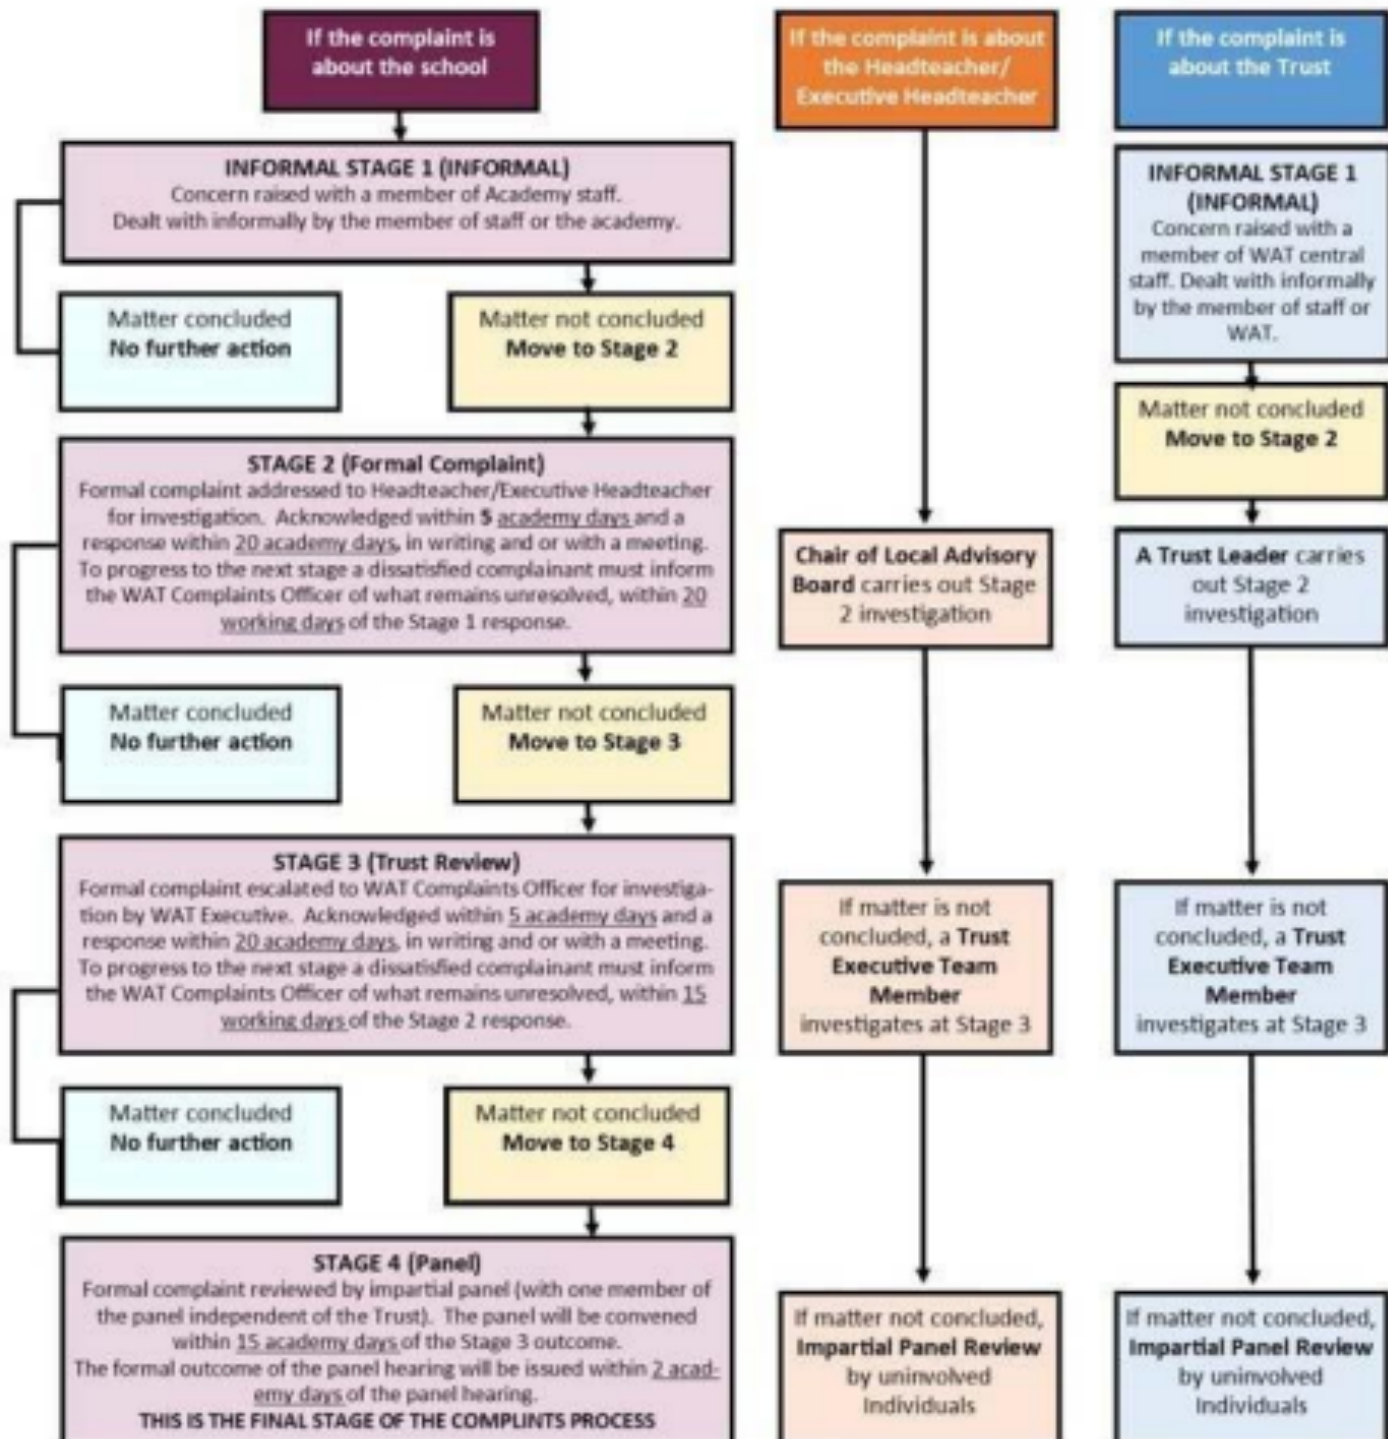 If the complaint is
about the school
INFORMAL STAGE 1 (INFORMAL)
Concern raised with a member of Academy staff.
Dealt with informally by the member of staff or the academy.
Matter concluded
No further action
Matter not concluded
Move to Stage 2
STAGE 2 (Formal Complaint)
Formal complaint addressed to Headteacher/Executive Headteacher
for investigation. Acknowledged within 5 academy days and a
response within 20 academy days, in writing and or with a meeting.
To progress to the next stage a dissatisfied complainant must inform
the WAT Complaints Officer of what remains unresolved, within 20
working days of the Stage 1 response.
Matter concluded
No further action
Matter not concluded
Move to Stage 3
STAGE 3 (Trust Review)
Formal complaint escalated to WAT Complaints Officer for investiga-
tion by WAT Executive. Acknowledged within 5 academy days and a
response within 20 academy days, in writing and or with a meeting.
To progress to the next stage a dissatisfied complainant must inform
the WAT Complaints Officer of what remains unresolved, within 15
working days of the Stage 2 response.
Matter concluded
No further action
Matter not concluded
Move to Stage 4
STAGE 4 (Panel)
Formal complaint reviewed by impartial panel (with one member of
the panel independent of the Trust). The panel will be convened
within 15 academy days of the Stage 3 outcome.
The formal outcome of the panel hearing will be issued within 2 acad-
emy days of the panel hearing.
THIS IS THE FINAL STAGE OF THE COMPLINTS PROCESS
If the complaint is about
the Headteacher/
Executive Headteacher
Chair of Local Advisory
Board carries out Stage
2 investigation
If matter is not
concluded, a Trust
Executive Team
Member
investigates at Stage 3
If matter not concluded,
Impartial Panel Review
by uninvolved
Individuals
If the complaint is
about the Trust
INFORMAL STAGE 1
(INFORMAL)
Concern raised with a
member of WAT central
staff. Dealt with informally
by the member of staff or
WAT.
Matter not concluded
Move to Stage 2
A Trust Leader carries
out Stage 2
investigation
If matter is not
concluded, a Trust
Executive Team
Member
investigates at Stage 3
If matter not concluded,
Impartial Panel Review
by uninvolved
Individuals